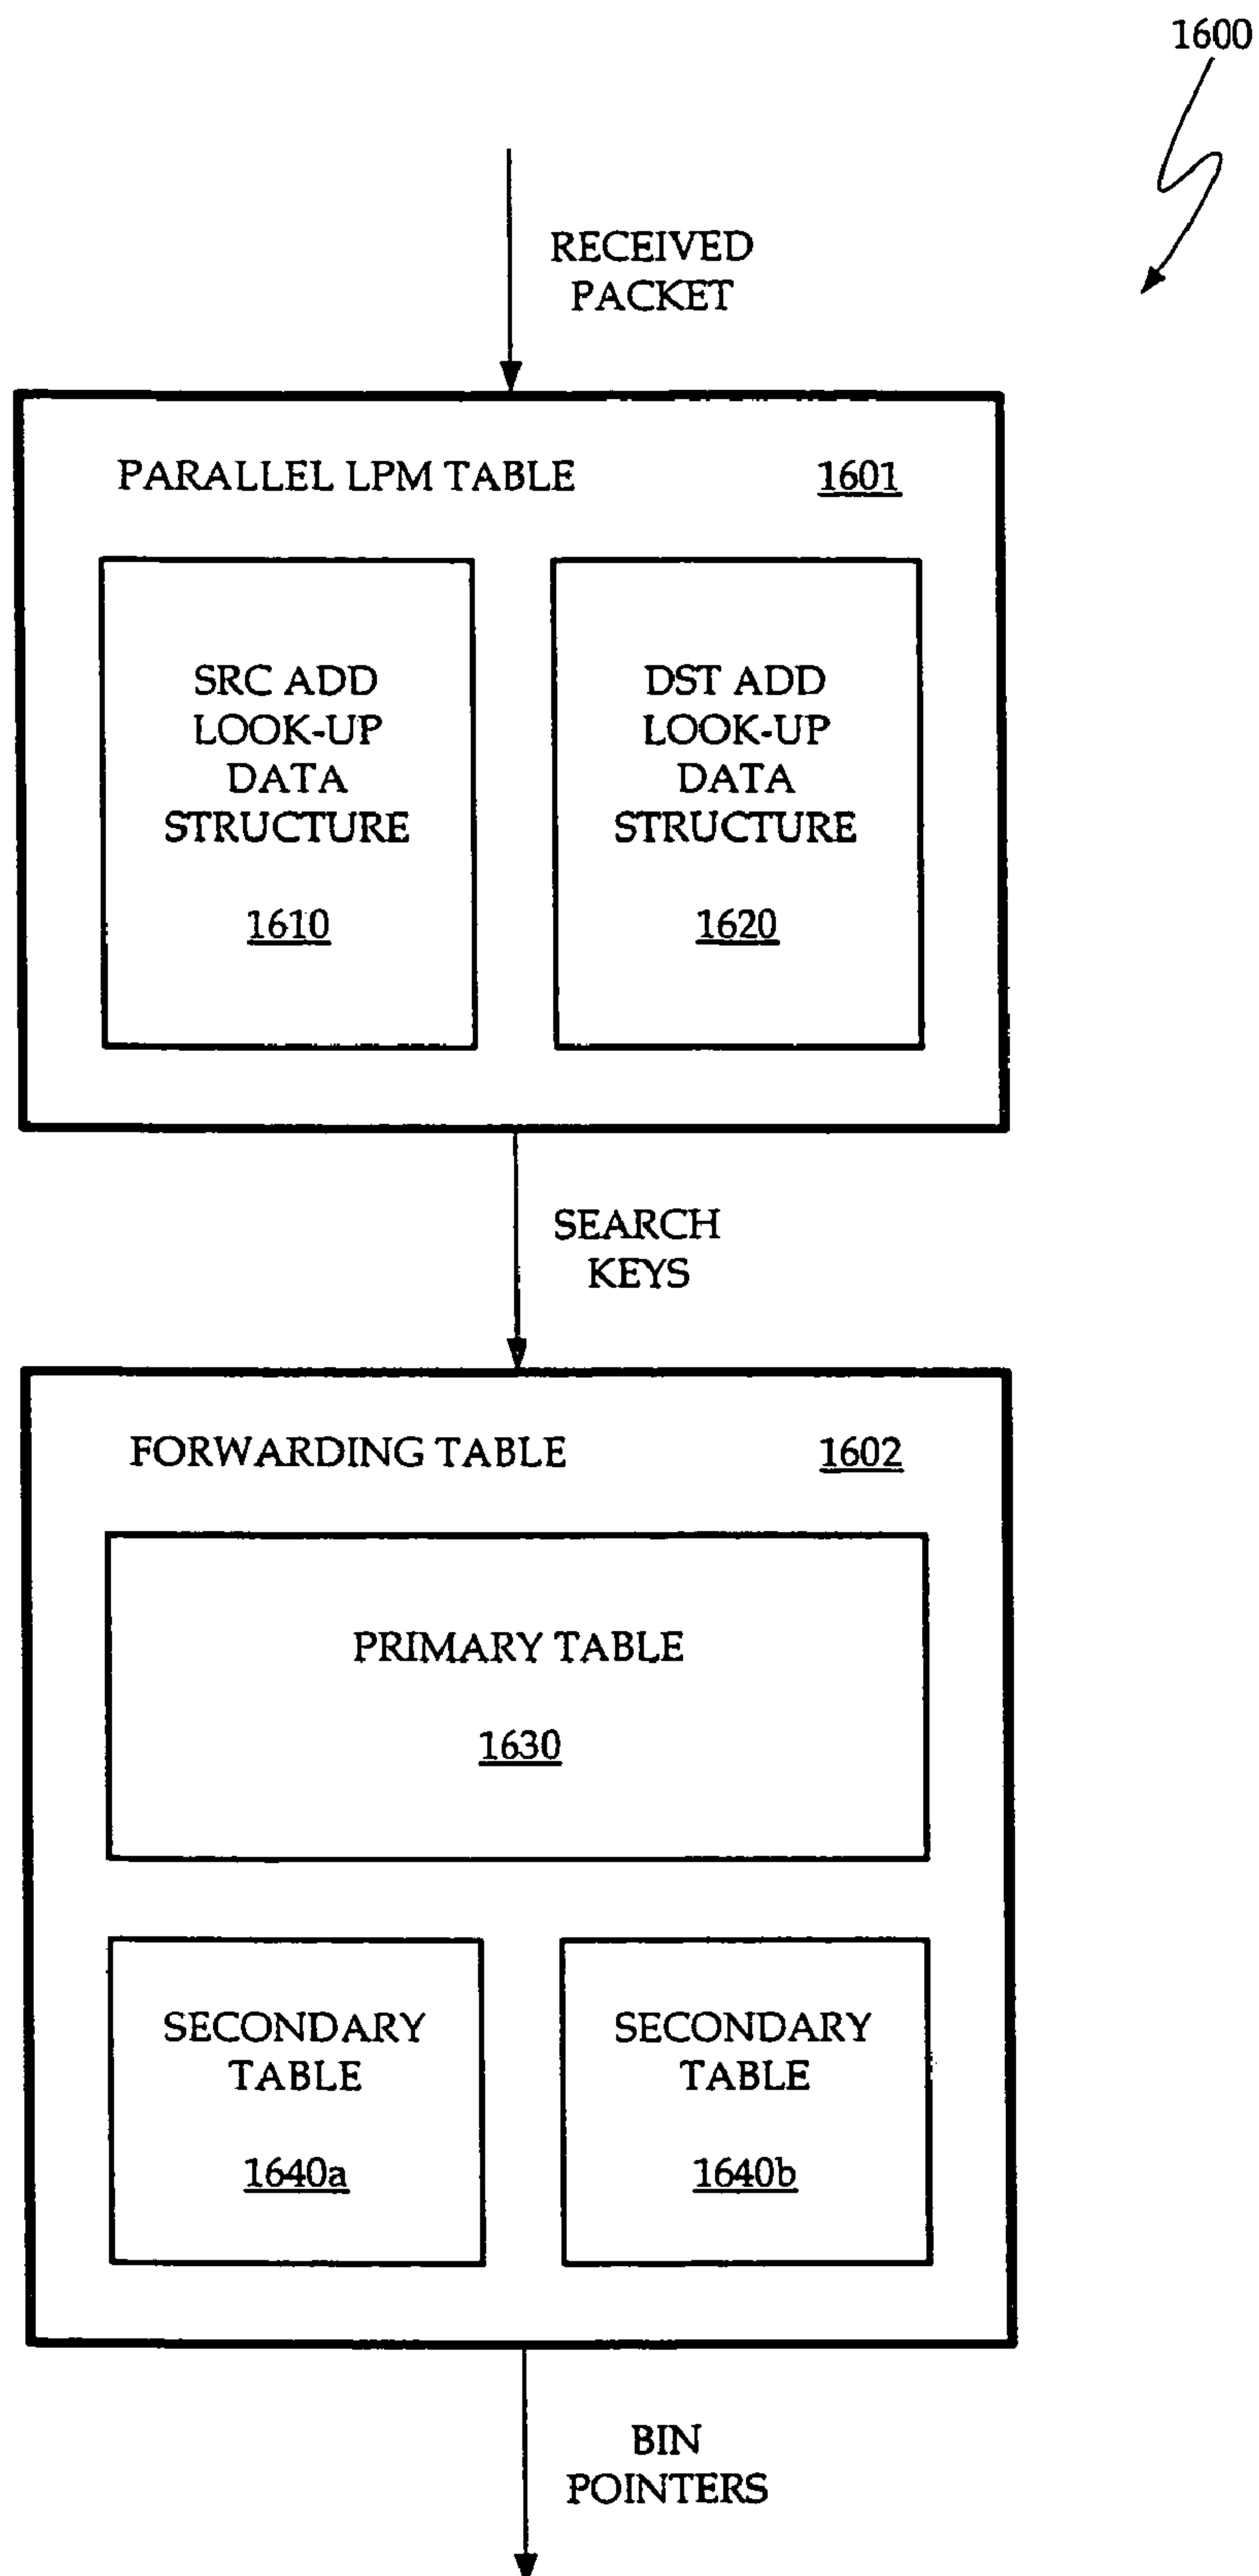 1600
RECEIVED
PACKET
PARALLEL LPM TABLE 1601
SRC ADD
LOOK-UP
DATA
STRUCTURE
1610
DST ADD
LOOK-UP
DATA
STRUCTURE
1620
SEARCH
KEYS
FORWARDING TABLE 1602
PRIMARY TABLE
1630
SECONDARY
TABLE
1640a
SECONDARY
TABLE
1640b
BIN
POINTERS